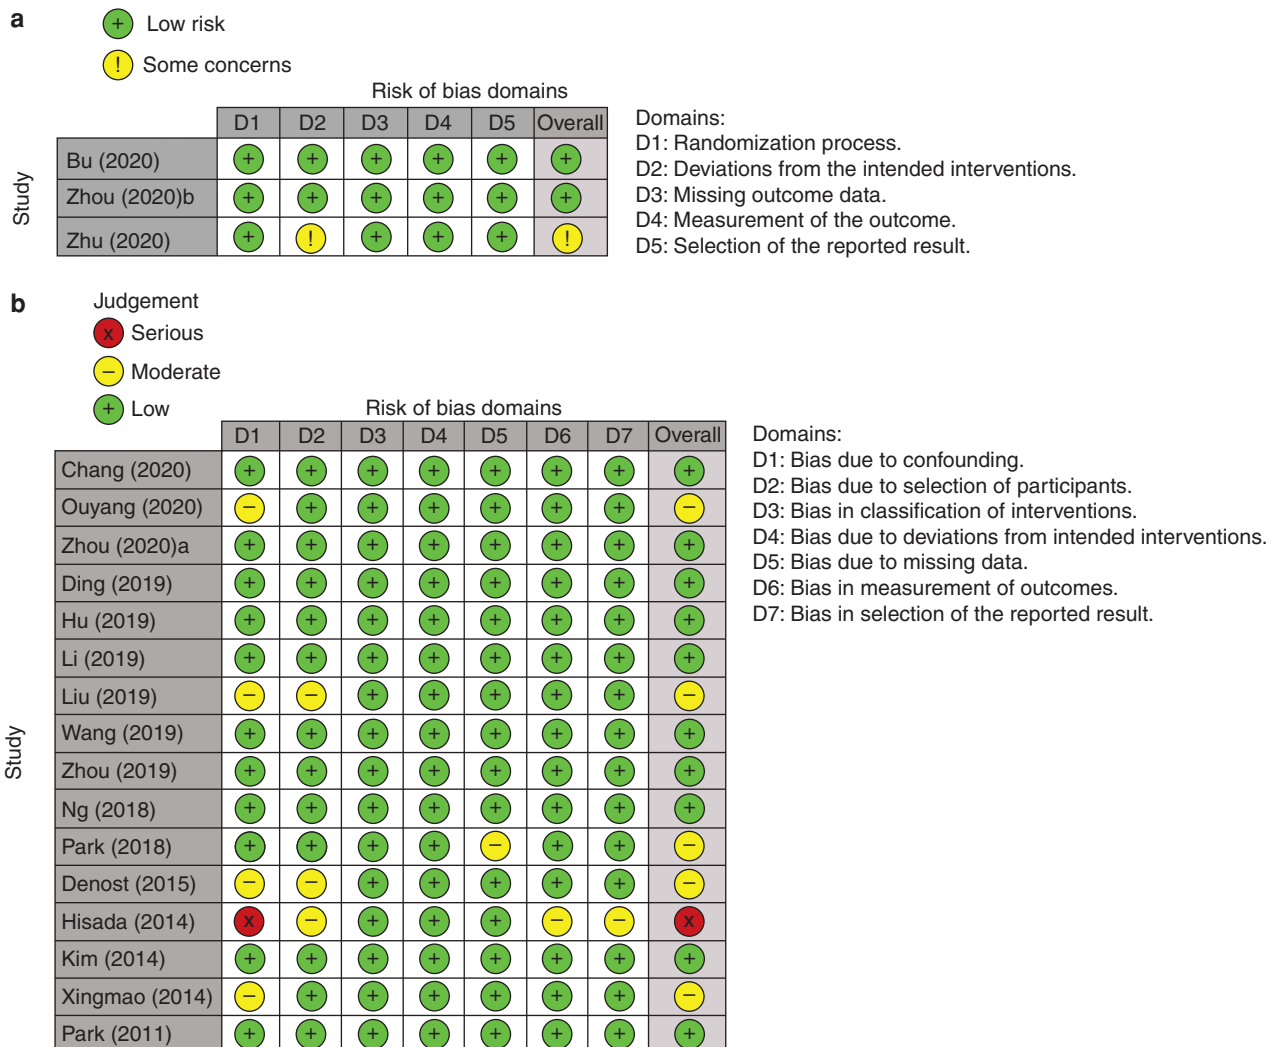 a
+ Low risk
! Some concerns
Risk of bias domains
D1 D2 D3 D4 D5 Overall
Study
Bu (2020) + + + + + +
Zhou (2020)b + + + + + +
Zhu (2020) + ! + + + !
Domains:
D1: Randomization process.
D2: Deviations from the intended interventions.
D3: Missing outcome data.
D4: Measurement of the outcome.
D5: Selection of the reported result.
b
Judgement
x Serious
− Moderate
+ Low
Risk of bias domains
D1 D2 D3 D4 D5 D6 D7 Overall
Study
Chang (2020) + + + + + + + +
Ouyang (2020) − + + + + + + −
Zhou (2020)a + + + + + + + +
Ding (2019) + + + + + + + +
Hu (2019) + + + + + + + +
Li (2019) + + + + + + + +
Liu (2019) − − + + + + + −
Wang (2019) + + + + + + + +
Zhou (2019) + + + + + + + +
Ng (2018) + + + + + + + +
Park (2018) + + + + − + + −
Denost (2015) − − + + + + + −
Hisada (2014) x − + + + − − x
Kim (2014) + + + + + + + +
Xingmao (2014) − + + + + + + −
Park (2011) + + + + + + + +
Domains:
D1: Bias due to confounding.
D2: Bias due to selection of participants.
D3: Bias in classification of interventions.
D4: Bias due to deviations from intended interventions.
D5: Bias due to missing data.
D6: Bias in measurement of outcomes.
D7: Bias in selection of the reported result.